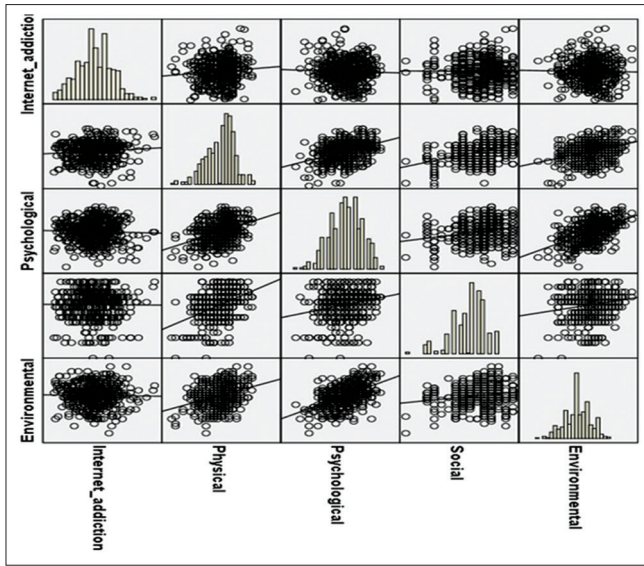 Internet_addictio
Psychological
Environmental
Internet_addiction
Physical
Psychological
Social
Environmental